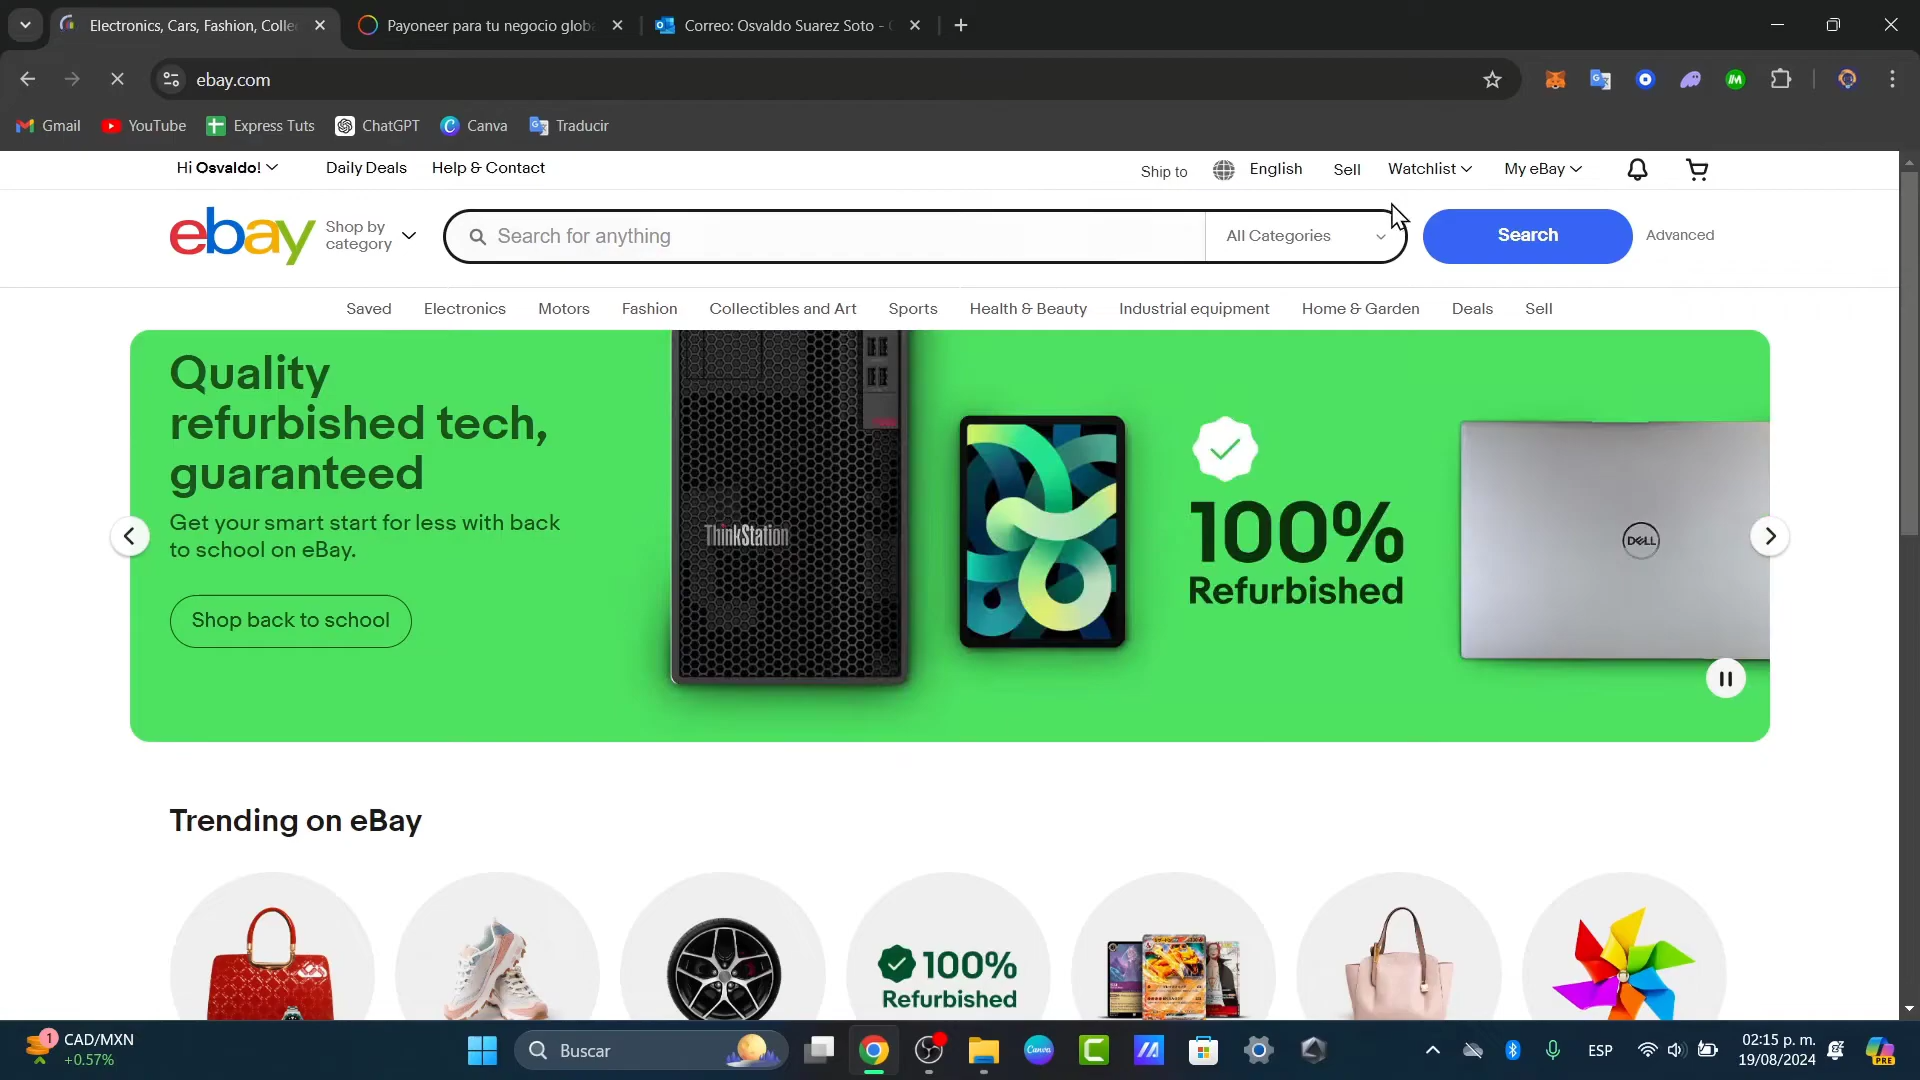 Electronics, Cars, Fashion, Colle
Payoneer para tu negocio glob
Correo: Osvaldo Suarez Soto -
ebay.com
Gmail
YouTube
Express Tuts
ChatGPT
Canva
Traducir
Hi Osvaldo!
Daily Deals
Help & Contact
Ship to
English
Sell
Watchlist
My eBay
ebay
Shop by
category
Search for anything
All Categories
Search
Advanced
Saved
Electronics
Motors
Fashion
Collectibles and Art
Sports
Health & Beauty
Industrial equipment
Home & Garden
Deals
Sell
Quality
refurbished tech,
guaranteed
Get your smart start for less with back
to school on eBay.
Shop back to school
ThinkStation
100%
Refurbished
DELL
Trending on eBay
100%
Refurbished
1
CAD/MXN
+0.57%
Buscar
Canva
ESP
02:15 p. m.
19/08/2024
PRE